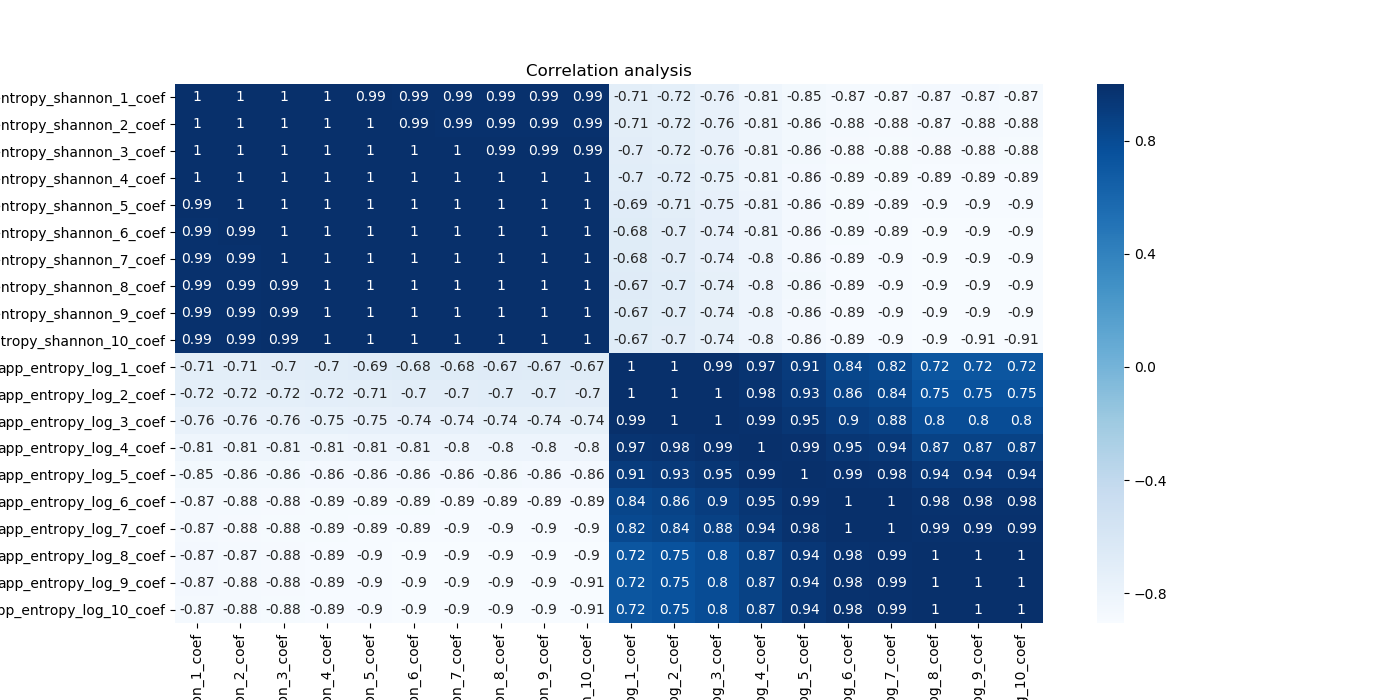 Correlation analysis
ntropy_shannon_1_coef 1 1 1 1 0.99 0.99 0.99 0.99 0.99 0.99 -0.71 -0.72 -0.76 -0.81 -0.85 -0.87 -0.87 -0.87 -0.87 -0.87
ntropy_shannon_2_coef 1 1 1 1 1 0.99 0.99 0.99 0.99 0.99 -0.71 -0.72 -0.76 -0.81 -0.86 -0.88 -0.88 -0.87 -0.88 -0.88
ntropy_shannon_3_coef 1 1 1 1 1 1 1 0.99 0.99 0.99 -0.7 -0.72 -0.76 -0.81 -0.86 -0.88 -0.88 -0.88 -0.88 -0.88
ntropy_shannon_4_coef 1 1 1 1 1 1 1 1 1 1 -0.7 -0.72 -0.75 -0.81 -0.86 -0.89 -0.89 -0.89 -0.89 -0.89
ntropy_shannon_5_coef 0.99 1 1 1 1 1 1 1 1 1 -0.69 -0.71 -0.75 -0.81 -0.86 -0.89 -0.89 -0.9 -0.9 -0.9
ntropy_shannon_6_coef 0.99 0.99 1 1 1 1 1 1 1 1 -0.68 -0.7 -0.74 -0.81 -0.86 -0.89 -0.89 -0.9 -0.9 -0.9
ntropy_shannon_7_coef 0.99 0.99 1 1 1 1 1 1 1 1 -0.68 -0.7 -0.74 -0.8 -0.86 -0.89 -0.9 -0.9 -0.9 -0.9
ntropy_shannon_8_coef 0.99 0.99 0.99 1 1 1 1 1 1 1 -0.67 -0.7 -0.74 -0.8 -0.86 -0.89 -0.9 -0.9 -0.9 -0.9
ntropy_shannon_9_coef 0.99 0.99 0.99 1 1 1 1 1 1 1 -0.67 -0.7 -0.74 -0.8 -0.86 -0.89 -0.9 -0.9 -0.9 -0.9
tropy_shannon_10_coef 0.99 0.99 0.99 1 1 1 1 1 1 1 -0.67 -0.7 -0.74 -0.8 -0.86 -0.89 -0.9 -0.9 -0.91 -0.91
app_entropy_log_1_coef -0.71 -0.71 -0.7 -0.7 -0.69 -0.68 -0.68 -0.67 -0.67 -0.67 1 1 0.99 0.97 0.91 0.84 0.82 0.72 0.72 0.72
app_entropy_log_2_coef -0.72 -0.72 -0.72 -0.72 -0.71 -0.7 -0.7 -0.7 -0.7 -0.7 1 1 1 0.98 0.93 0.86 0.84 0.75 0.75 0.75
app_entropy_log_3_coef -0.76 -0.76 -0.76 -0.75 -0.75 -0.74 -0.74 -0.74 -0.74 -0.74 0.99 1 1 0.99 0.95 0.9 0.88 0.8 0.8 0.8
app_entropy_log_4_coef -0.81 -0.81 -0.81 -0.81 -0.81 -0.81 -0.8 -0.8 -0.8 -0.8 0.97 0.98 0.99 1 0.99 0.95 0.94 0.87 0.87 0.87
app_entropy_log_5_coef -0.85 -0.86 -0.86 -0.86 -0.86 -0.86 -0.86 -0.86 -0.86 -0.86 0.91 0.93 0.95 0.99 1 0.99 0.98 0.94 0.94 0.94
app_entropy_log_6_coef -0.87 -0.88 -0.88 -0.89 -0.89 -0.89 -0.89 -0.89 -0.89 -0.89 0.84 0.86 0.9 0.95 0.99 1 1 0.98 0.98 0.98
app_entropy_log_7_coef -0.87 -0.88 -0.88 -0.89 -0.89 -0.89 -0.9 -0.9 -0.9 -0.9 0.82 0.84 0.88 0.94 0.98 1 1 0.99 0.99 0.99
app_entropy_log_8_coef -0.87 -0.87 -0.88 -0.89 -0.9 -0.9 -0.9 -0.9 -0.9 -0.9 0.72 0.75 0.8 0.87 0.94 0.98 0.99 1 1 1
app_entropy_log_9_coef -0.87 -0.88 -0.88 -0.89 -0.9 -0.9 -0.9 -0.9 -0.9 -0.91 0.72 0.75 0.8 0.87 0.94 0.98 0.99 1 1 1
pp_entropy_log_10_coef -0.87 -0.88 -0.88 -0.89 -0.9 -0.9 -0.9 -0.9 -0.9 -0.91 0.72 0.75 0.8 0.87 0.94 0.98 0.99 1 1 1
on_1_coef
on_2_coef
on_3_coef
on_4_coef
on_5_coef
on_6_coef
on_7_coef
on_8_coef
on_9_coef
n_10_coef
og_1_coef
og_2_coef
og_3_coef
og_4_coef
og_5_coef
og_6_coef
og_7_coef
og_8_coef
og_9_coef
g_10_coef
0.8
0.4
0.0
−0.4
−0.8